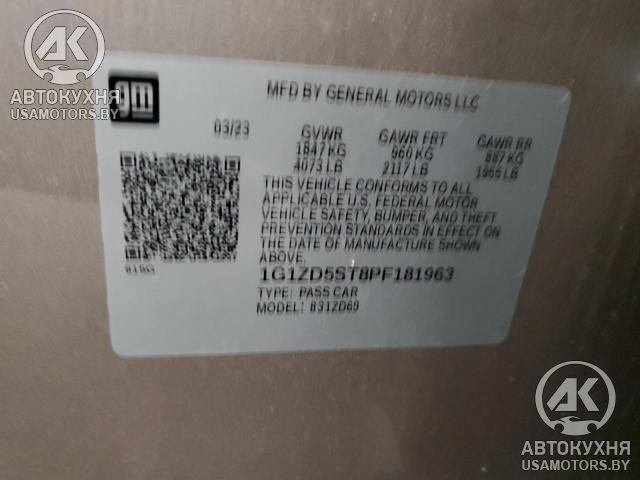 АВТОКУХНЯ
USAMOTORS.BY
gm
MFD BY GENERAL MOTORS LLC
03/23 GVWR GAWR FRT GAWR RR
1847 KG 960 KG 887 KG
4073 LB 2117 LB 1955 LB
THIS VEHICLE CONFORMS TO ALL
APPLICABLE U.S. FEDERAL MOTOR
VEHICLE SAFETY, BUMPER, AND THEFT
PREVENTION STANDARDS IN EFFECT ON
THE DATE OF MANUFACTURE SHOWN
ABOVE.
1G1ZD5ST8PF181963
TYPE: PASS CAR
MODEL: 831ZD69
АК
АВТОКУХНЯ
USAMOTORS.BY